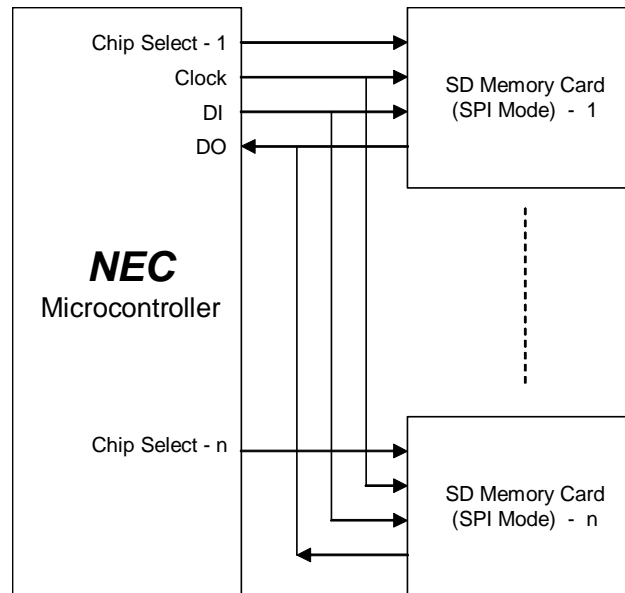 Chip Select - 1
Clock
DI
DO
SD Memory Card
(SPI Mode) - 1
NEC
Microcontroller
Chip Select - n
SD Memory Card
(SPI Mode) - n